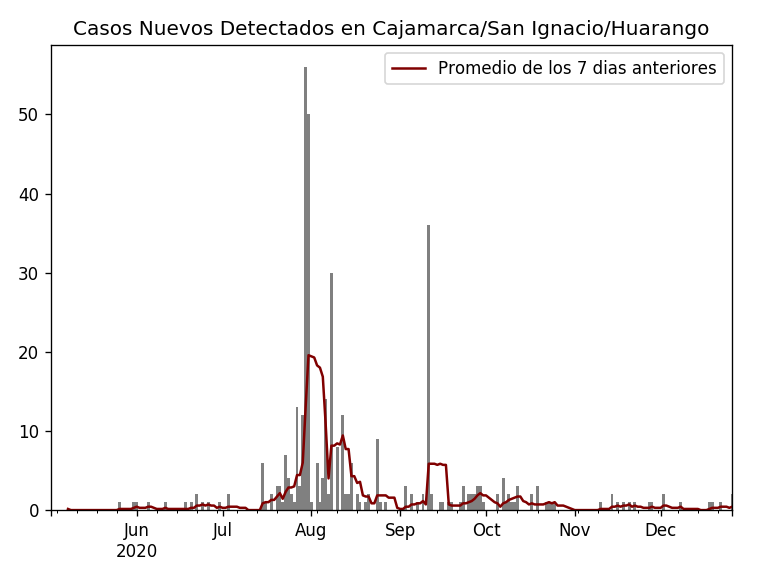 Casos Nuevos Detectados en Cajamarca/San Ignacio/Huarango
Promedio de los 7 dias anteriores
50
40
30
20
10
0
Jun Jul Aug Sep Oct Nov Dec
2020